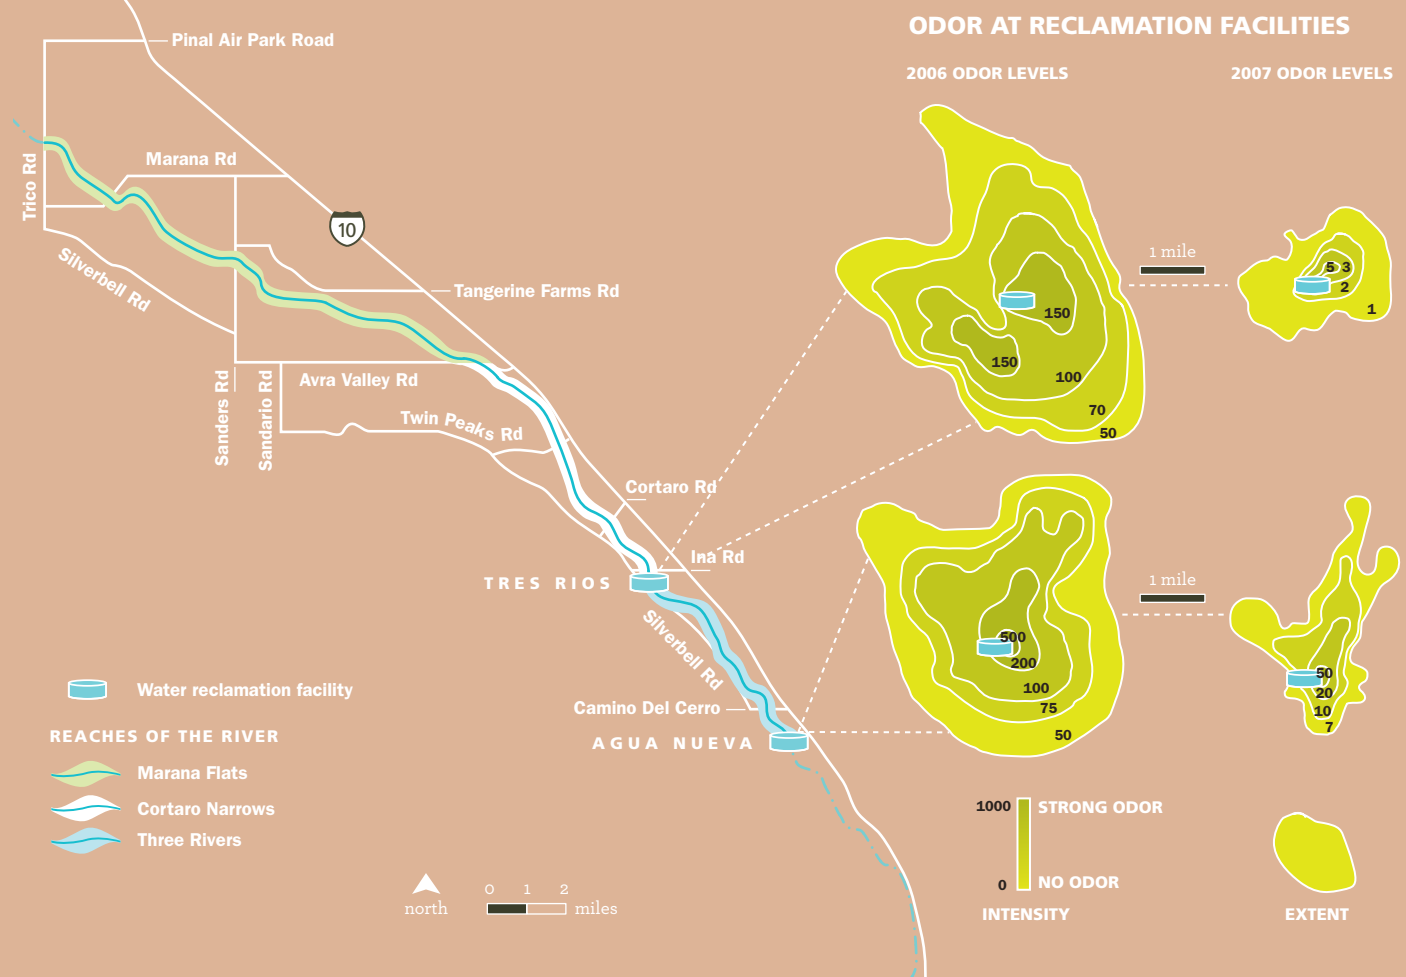 ODOR AT RECLAMATION FACILITIES
2006 ODOR LEVELS
2007 ODOR LEVELS
Pinal Air Park Road
Marana Rd
Trico Rd
10
Silverbell Rd
Tangerine Farms Rd
Avra Valley Rd
Sanders Rd
Sandario Rd
Twin Peaks Rd
Cortaro Rd
Ina Rd
TRES RIOS
Silverbell Rd
Camino Del Cerro
AGUA NUEVA
150
150
100
70
50
1 mile
5 3
2
1
500
200
100
75
50
1 mile
50
20
10
7
Water reclamation facility
REACHES OF THE RIVER
Marana Flats
Cortaro Narrows
Three Rivers
north
0 1 2
miles
1000 STRONG ODOR
0 NO ODOR
INTENSITY
EXTENT